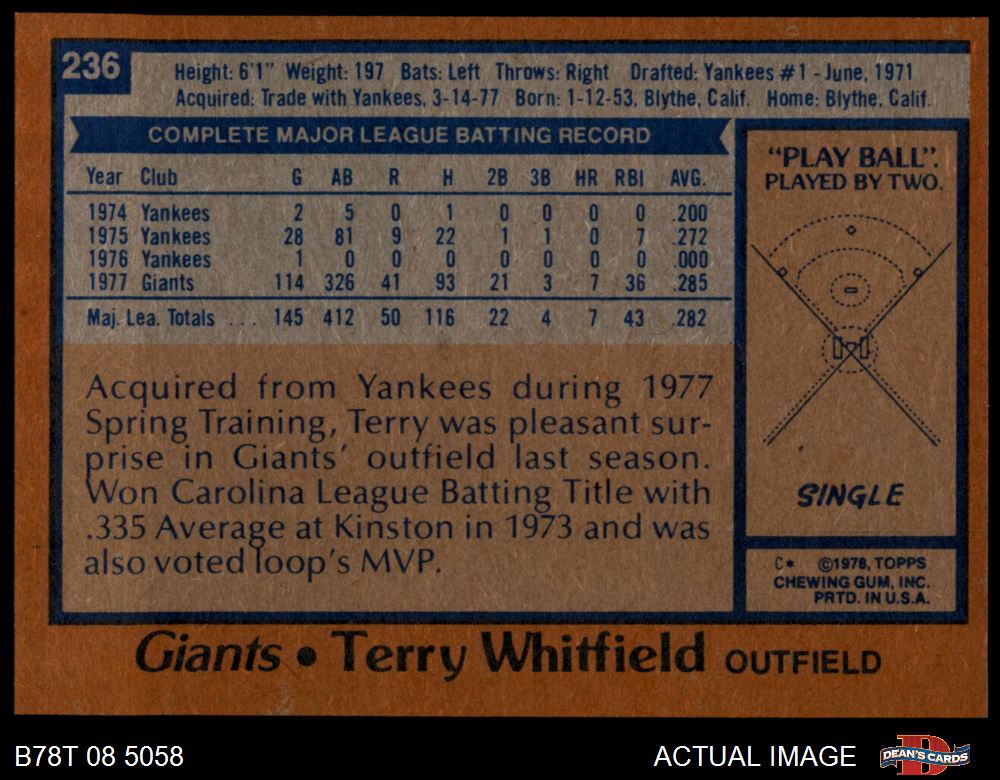 236
Height: 6'1" Weight: 197 Bats: Left Throws: Right Drafted: Yankees #1 - June, 1971
Acquired: Trade with Yankees, 3-14-77 Born: 1-12-53, Blythe, Calif. Home: Blythe, Calif.
COMPLETE MAJOR LEAGUE BATTING RECORD
Year Club G AB R H 2B 3B HR RBI AVG.
1974 Yankees 2 5 0 1 0 0 0 0 .200
1975 Yankees 28 81 9 22 1 1 0 7 .272
1976 Yankees 1 0 0 0 0 0 0 0 .000
1977 Giants 114 326 41 93 21 3 7 36 .285
Maj. Lea. Totals ... 145 412 50 116 22 4 7 43 .282
Acquired from Yankees during 1977
Spring Training, Terry was pleasant sur-
prise in Giants' outfield last season.
Won Carolina League Batting Title with
.335 Average at Kinston in 1973 and was
also voted loop's MVP.
"PLAY BALL".
PLAYED BY TWO.
SINGLE
C* ©1978, TOPPS
CHEWING GUM, INC.
PRTD. IN U.S.A.
Giants • Terry Whitfield OUTFIELD
B78T 08 5058
ACTUAL IMAGE
DEAN'S CARDS